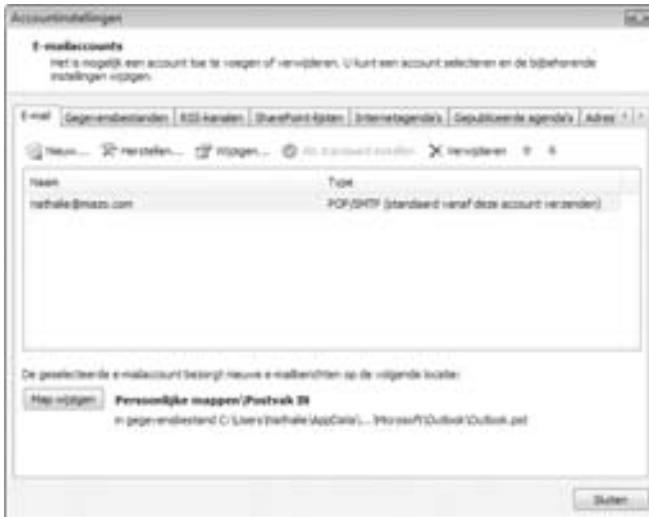 Accountinstellingen
E-mailaccounts
Het is mogelijk een account toe te voegen of verwijderen. U kunt een account selecteren en de bijbehorende
instellingen wijzigen.
E-mail Gegevensbestanden RSS-kanalen SharePoint-lijsten Internetagenda's Gepubliceerde agenda's Adres
Nieuw... Herstellen... Wijzigen... Als standaard instellen Verwijderen
Naam Type
POP/SMTP (standaard vanaf deze account verzenden)
De geselecteerde e-mailaccount bezorgt nieuwe e-mailberichten op de volgende locatie:
Map wijzigen Persoonlijke mappen\Postvak IN
in gegevensbestand C:\Users\Nathalie\AppData\... \Microsoft\Outlook\Outlook.pst
Sluiten